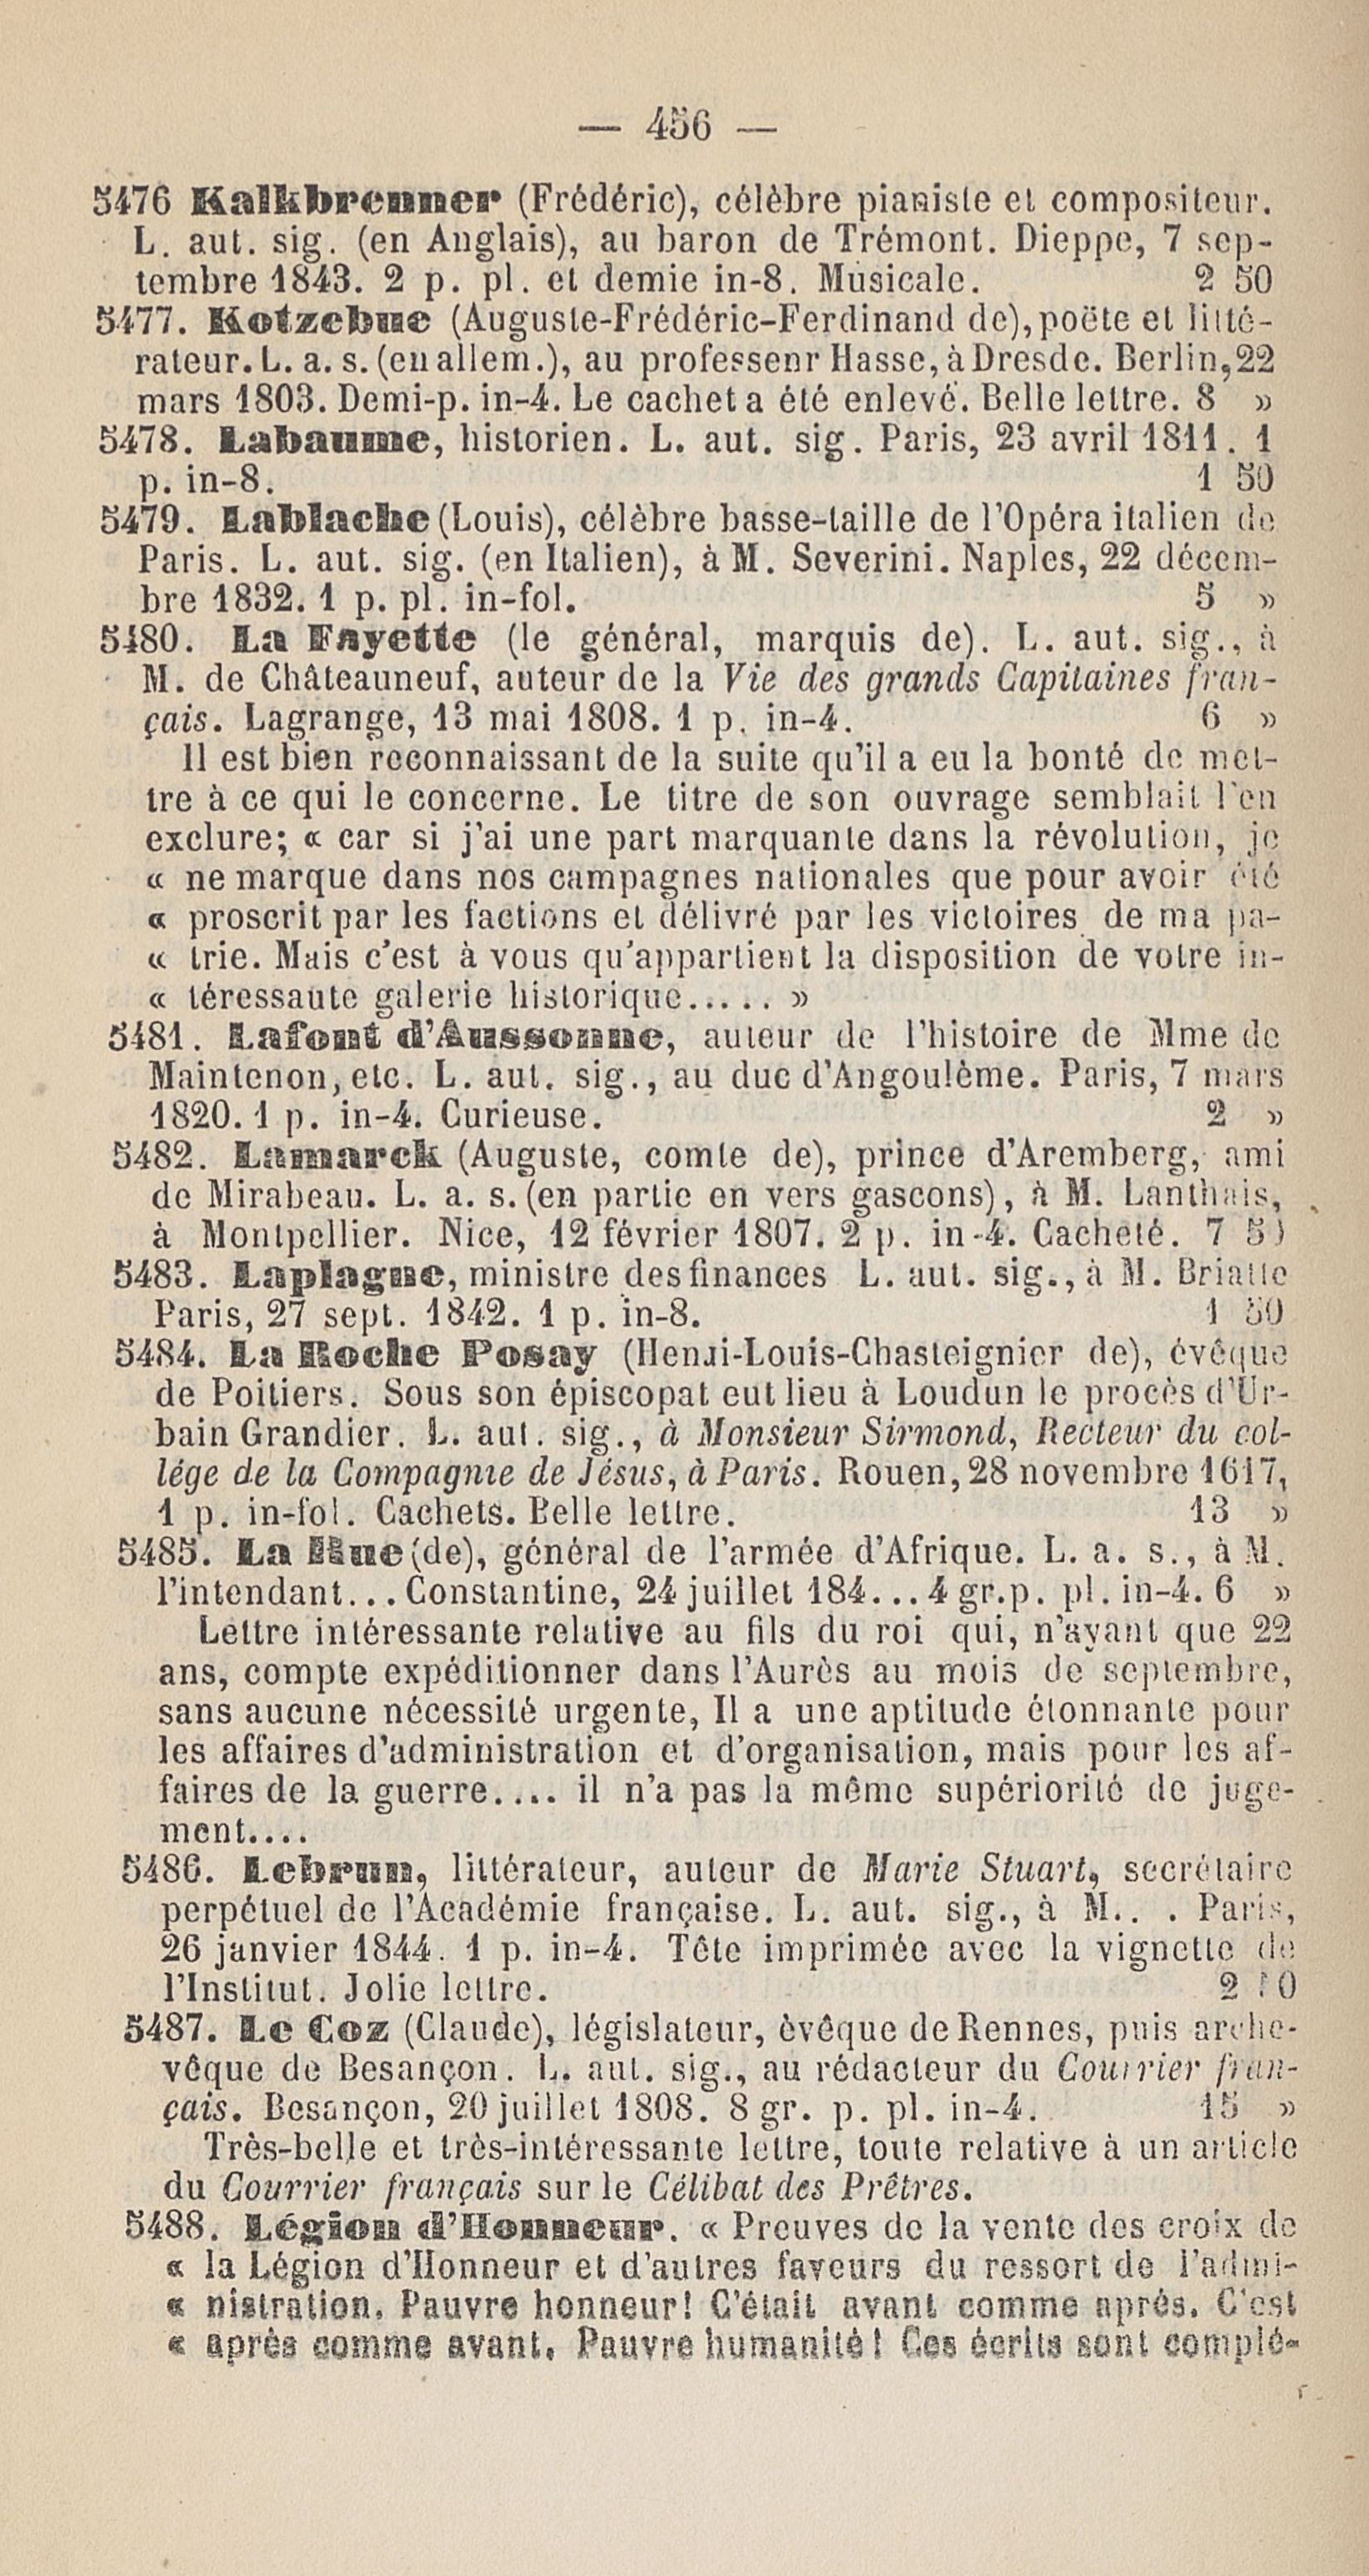 — 456 —
5476 Kalkbrenner (Frédéric), célèbre pianiste et compositeur.
L. aut. sig. (en Anglais), au baron de Trémont. Dieppe, 7 sep-
tembre 1843. 2 p. pl. et demie in-8. Musicale. 2 50
5477. Kotzebue (Auguste-Frédéric-Ferdinand de), poëte et litté-
rateur. L. a. s. (en allem.), au professenr Hasse, à Dresde. Berlin, 22
mars 1803. Demi-p. in-4. Le cachet a été enlevé. Belle lettre. 8 »
5478. Labaume, historien. L. aut. sig. Paris, 23 avril 1811. 1
p. in-8. 1 50
5479. Lablache (Louis), célèbre basse-taille de l'Opéra italien de
Paris. L. aut. sig. (en Italien), à M. Severini. Naples, 22 décem-
bre 1832. 1 p. pl. in-fol. 5 »
5480. La Fayette (le général, marquis de). L. aut. sig., à
M. de Châteauneuf, auteur de la Vie des grands Capitaines fran-
çais. Lagrange, 13 mai 1808. 1 p. in-4. 6 »
Il est bien reconnaissant de la suite qu'il a eu la bonté de met-
tre à ce qui le concerne. Le titre de son ouvrage semblait l'en
exclure; « car si j'ai une part marquante dans la révolution, je
« ne marque dans nos campagnes nationales que pour avoir été
« proscrit par les factions et délivré par les victoires de ma pa-
« trie. Mais c'est à vous qu'appartient la disposition de votre in-
« téressante galerie historique..... »
5481. Lafont d'Aussonne, auteur de l'histoire de Mme de
Maintenon, etc. L. aut. sig., au duc d'Angoulême. Paris, 7 mars
1820. 1 p. in-4. Curieuse. 2 »
5482. Lamarck (Auguste, comte de), prince d'Aremberg, ami
de Mirabeau. L. a. s. (en partie en vers gascons), à M. Lanthais,
à Montpellier. Nice, 12 février 1807. 2 p. in-4. Cacheté. 7 50
5483. Laplagne, ministre des finances L. aut. sig., à M. Briatte
Paris, 27 sept. 1842. 1 p. in-8. 1 50
5484. La Roche Posay (Henri-Louis-Chasteignier de), évêque
de Poitiers. Sous son épiscopat eut lieu à Loudun le procès d'Ur-
bain Grandier. L. aut. sig., à Monsieur Sirmond, Recteur du col-
lége de la Compagnie de Jésus, à Paris. Rouen, 28 novembre 1617,
1 p. in-fol. Cachets. Belle lettre. 13 »
5485. La Rue (de), général de l'armée d'Afrique. L. a. s., à M.
l'intendant... Constantine, 24 juillet 184... 4 gr. p. pl. in-4. 6 »
Lettre intéressante relative au fils du roi qui, n'ayant que 22
ans, compte expéditionner dans l'Aurès au mois de septembre,
sans aucune nécessité urgente, Il a une aptitude étonnante pour
les affaires d'administration et d'organisation, mais pour les af-
faires de la guerre.... il n'a pas la même supériorité de juge-
ment....
5486. Lebrun, littérateur, auteur de Marie Stuart, secrétaire
perpétuel de l'Académie française. L. aut. sig., à M.. . Paris,
26 janvier 1844. 1 p. in-4. Tête imprimée avec la vignette de
l'Institut. Jolie lettre. 2 50
5487. Le Coz (Claude), législateur, èvêque de Rennes, puis arche-
vêque de Besançon. L. aut. sig., au rédacteur du Courrier fran-
çais. Besançon, 20 juillet 1808. 8 gr. p. pl. in-4. 15 »
Très-belle et très-intéressante lettre, toute relative à un article
du Courrier français sur le Célibat des Prêtres.
5488. Légion d'Honneur. « Preuves de la vente des croix de
« la Légion d'Honneur et d'autres faveurs du ressort de l'admi-
« nistration. Pauvre honneur! C'était avant comme après. C'est
« après comme avant. Pauvre humanité! Ces écrits sont complé-